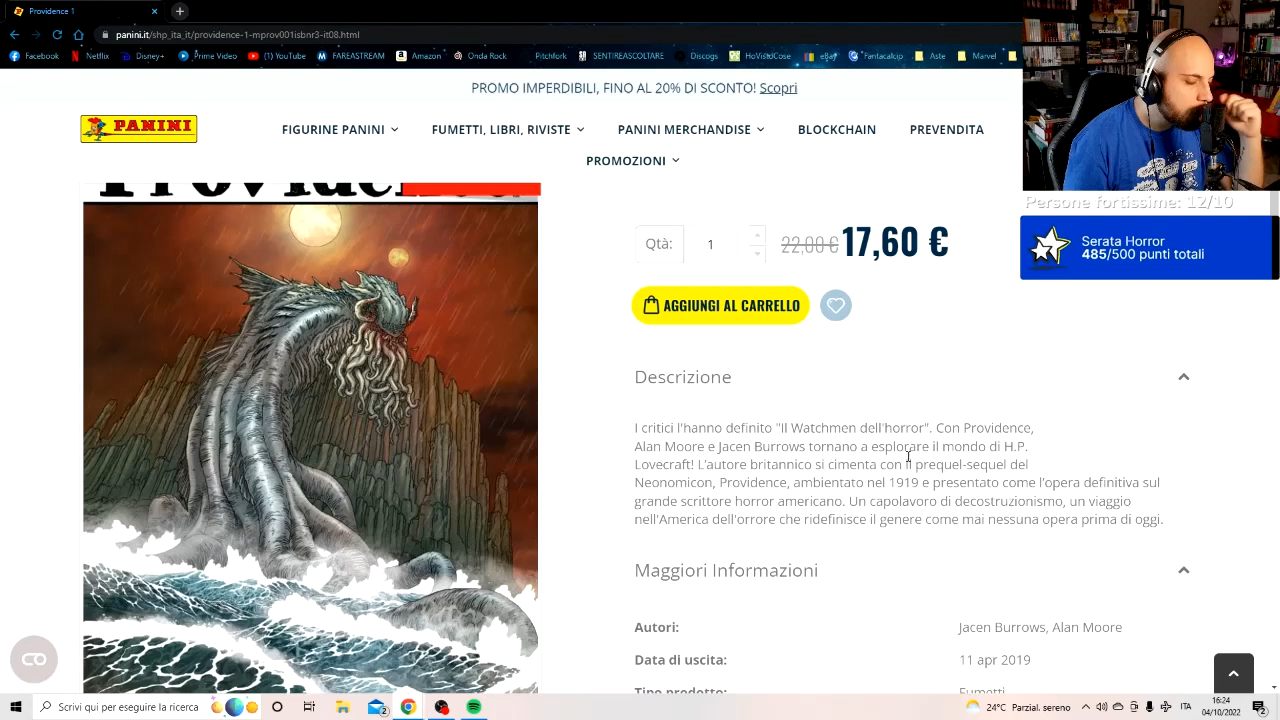 Providence 1
panini.it/shp_ita_it/providence-1-mprov001isbnr3-it08.html
Facebook Netflix Disney+ Prime Video (1) YouTube FAREASTREAM Amazon Onda Rock Pitchfork SENTIREASCOLTARE Discogs HoVistoCose eBay Fantacalcio Aste Marvel
PROMO IMPERDIBILI, FINO AL 20% DI SCONTO! Scopri
PANINI
FIGURINE PANINI FUMETTI, LIBRI, RIVISTE PANINI MERCHANDISE BLOCKCHAIN PREVENDITA
PROMOZIONI
Persone fortissime: 12/10
Serata Horror
485/500 punti totali
Qtà: 1 22,00 € 17,60 €
AGGIUNGI AL CARRELLO
Descrizione
I critici l'hanno definito "Il Watchmen dell'horror". Con Providence,
Alan Moore e Jacen Burrows tornano a esplorare il mondo di H.P.
Lovecraft! L'autore britannico si cimenta con il prequel-sequel del
Neonomicon, Providence, ambientato nel 1919 e presentato come l'opera definitiva sul
grande scrittore horror americano. Un capolavoro di decostruzionismo, un viaggio
nell'America dell'orrore che ridefinisce il genere come mai nessuna opera prima di oggi.
Maggiori Informazioni
Autori: Jacen Burrows, Alan Moore
Data di uscita: 11 apr 2019
Tipo prodotto: Fumetti
Scrivi qui per eseguire la ricerca
24°C Parzial. sereno ITA 16:24
04/10/2022